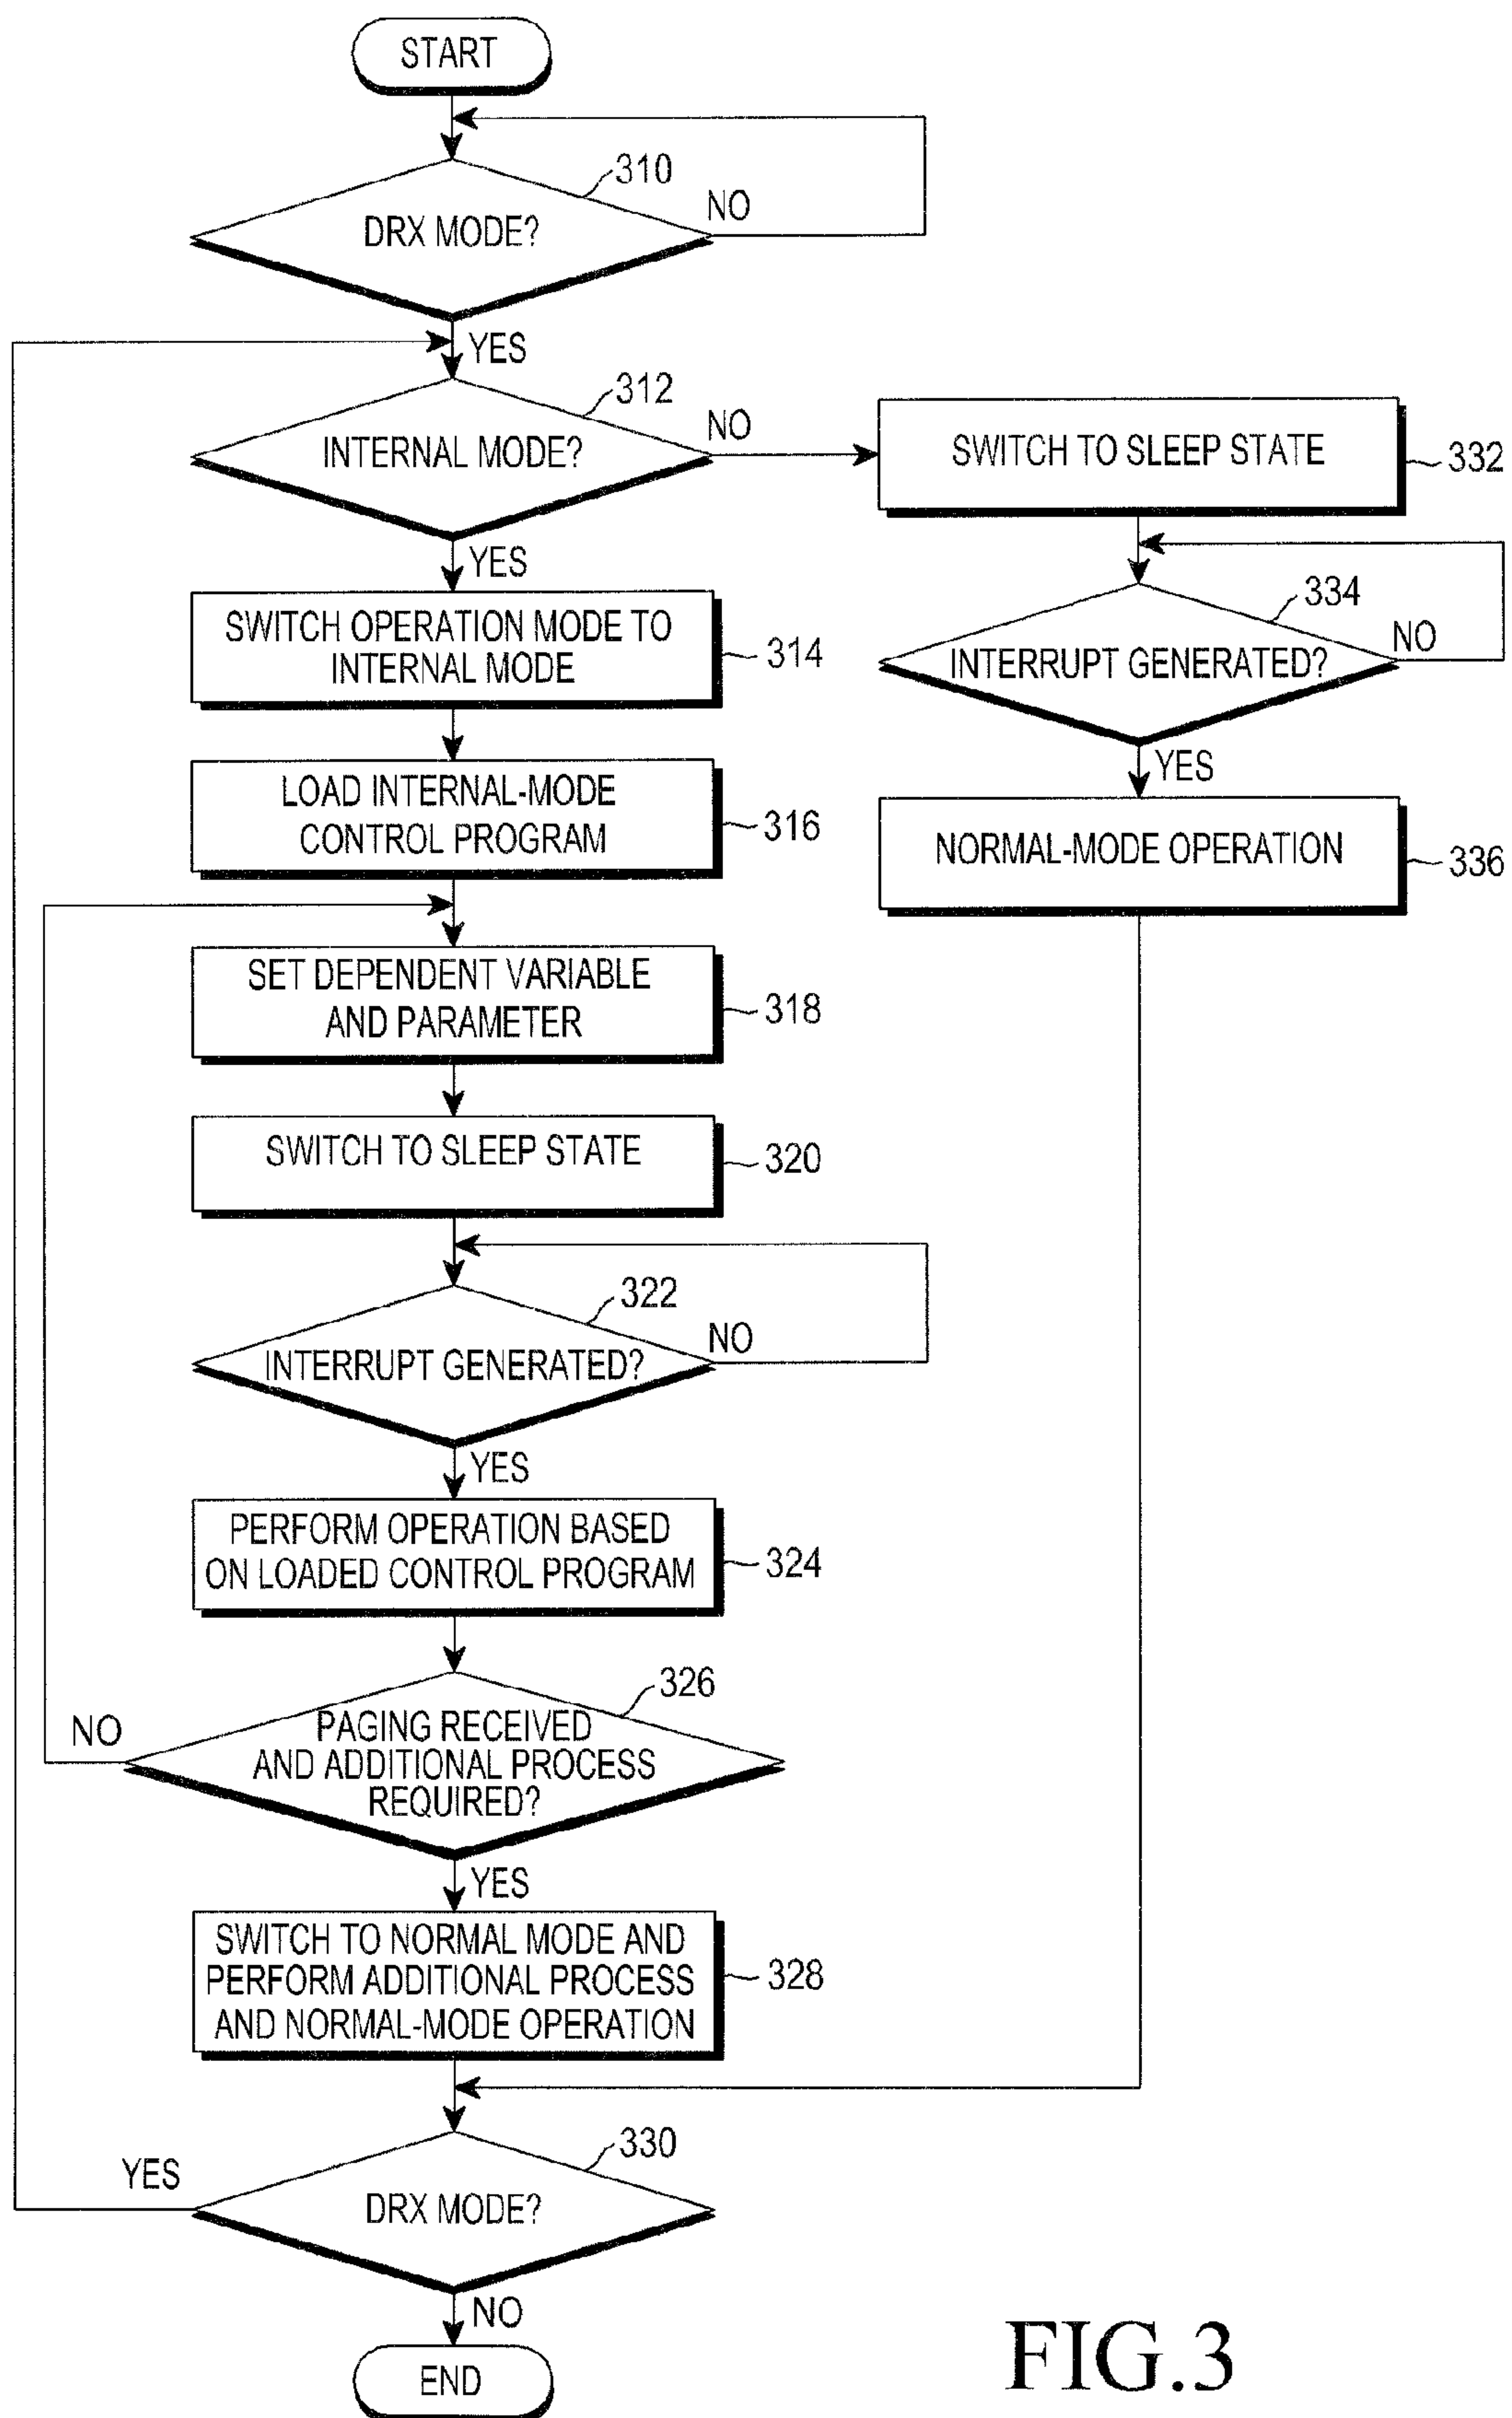 START
310
DRX MODE?
NO
YES
312
INTERNAL MODE?
NO
SWITCH TO SLEEP STATE
332
YES
334
SWITCH OPERATION MODE TO
INTERNAL MODE
314
INTERRUPT GENERATED?
NO
YES
LOAD INTERNAL-MODE
CONTROL PROGRAM
316
NORMAL-MODE OPERATION
336
SET DEPENDENT VARIABLE
AND PARAMETER
318
SWITCH TO SLEEP STATE
320
322
INTERRUPT GENERATED?
NO
YES
PERFORM OPERATION BASED
ON LOADED CONTROL PROGRAM
324
326
PAGING RECEIVED
AND ADDITIONAL PROCESS
REQUIRED?
NO
YES
SWITCH TO NORMAL MODE AND
PERFORM ADDITIONAL PROCESS
AND NORMAL-MODE OPERATION
328
330
YES
DRX MODE?
NO
END
FIG.3